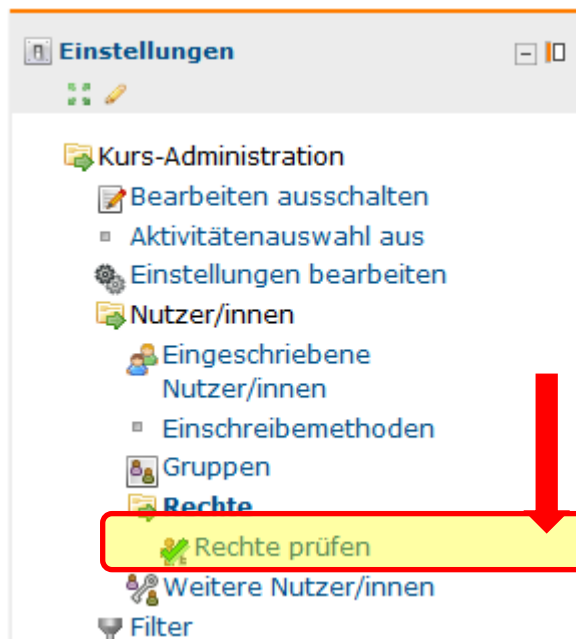 Einstellungen
Kurs-Administration
Bearbeiten ausschalten
Aktivitätenauswahl aus
Einstellungen bearbeiten
Nutzer/innen
Eingeschriebene
Nutzer/innen
Einschreibemethoden
Gruppen
Rechte
Rechte prüfen
Weitere Nutzer/innen
Filter